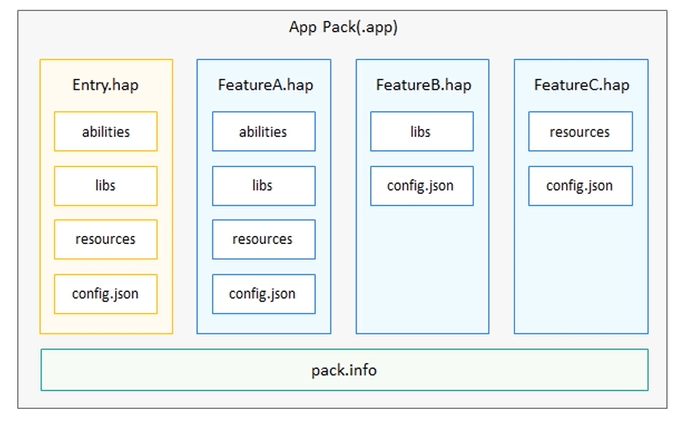 App Pack(.app)
Entry.hap
abilities
libs
resources
config.json
FeatureA.hap
abilities
libs
resources
config.json
FeatureB.hap
libs
config.json
FeatureC.hap
resources
config.json
pack.info